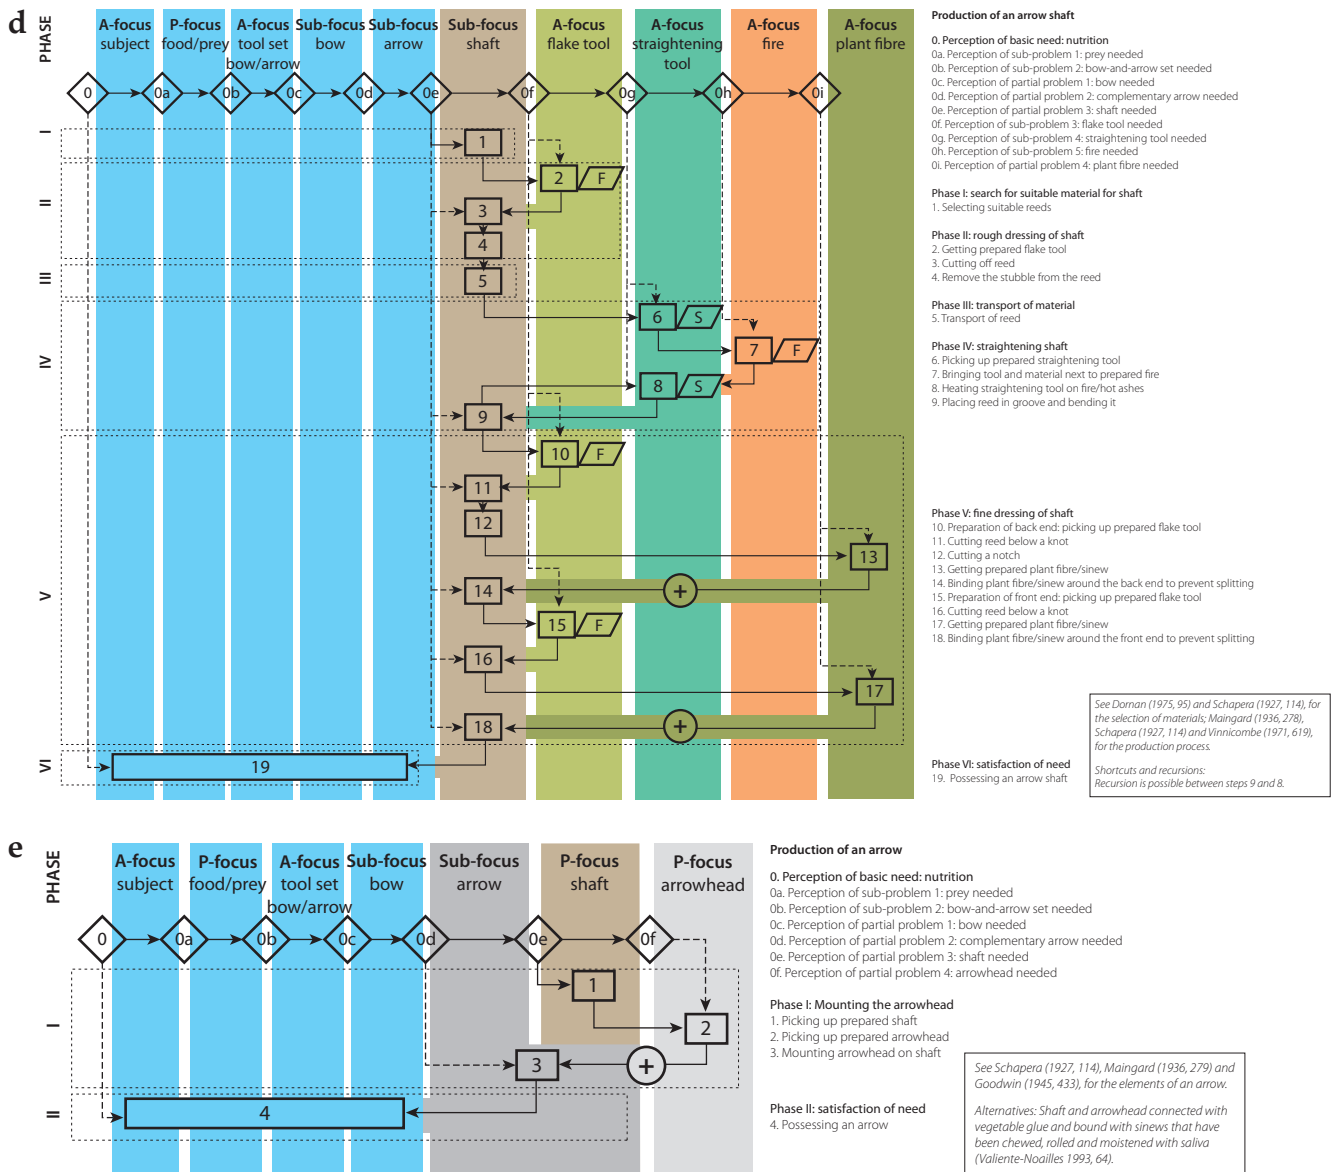 d
PHASE
A-focus
subject
P-focus
food/prey
A-focus
tool set
bow/arrow
Sub-focus
bow
Sub-focus
arrow
Sub-focus
shaft
A-focus
flake tool
A-focus
straightening
tool
A-focus
fire
A-focus
plant fibre
0
0a
0b
0c
0d
0e
0f
0g
0h
0i
I
1
II
2
F
3
4
III
5
IV
6
S
7
F
8
S
9
V
10
F
11
12
13
14
+
15
F
16
17
18
+
VI
19
Production of an arrow shaft
0. Perception of basic need: nutrition
0a. Perception of sub-problem 1: prey needed
0b. Perception of sub-problem 2: bow-and-arrow set needed
0c. Perception of partial problem 1: bow needed
0d. Perception of partial problem 2: complementary arrow needed
0e. Perception of partial problem 3: shaft needed
0f. Perception of sub-problem 3: flake tool needed
0g. Perception of sub-problem 4: straightening tool needed
0h. Perception of sub-problem 5: fire needed
0i. Perception of partial problem 4: plant fibre needed
Phase I: search for suitable material for shaft
1. Selecting suitable reeds
Phase II: rough dressing of shaft
2. Getting prepared flake tool
3. Cutting off reed
4. Remove the stubble from the reed
Phase III: transport of material
5. Transport of reed
Phase IV: straightening shaft
6. Picking up prepared straightening tool
7. Bringing tool and material next to prepared fire
8. Heating straightening tool on fire/hot ashes
9. Placing reed in groove and bending it
Phase V: fine dressing of shaft
10. Preparation of back end: picking up prepared flake tool
11. Cutting reed below a knot
12. Cutting a notch
13. Getting prepared plant fibre/sinew
14. Binding plant fibre/sinew around the back end to prevent splitting
15. Preparation of front end: picking up prepared flake tool
16. Cutting reed below a knot
17. Getting prepared plant fibre/sinew
18. Binding plant fibre/sinew around the front end to prevent splitting
Phase VI: satisfaction of need
19. Possessing an arrow shaft
See Dornan (1975, 95) and Schapera (1927, 114), for
the selection of materials; Maingard (1936, 278),
Schapera (1927, 114) and Vinnicombe (1971, 619),
for the production process.
Shortcuts and recursions:
Recursion is possible between steps 9 and 8.
e
PHASE
A-focus
subject
P-focus
food/prey
A-focus
tool set
bow/arrow
Sub-focus
bow
Sub-focus
arrow
P-focus
shaft
P-focus
arrowhead
0
0a
0b
0c
0d
0e
0f
I
1
2
3
+
II
4
Production of an arrow
0. Perception of basic need: nutrition
0a. Perception of sub-problem 1: prey needed
0b. Perception of sub-problem 2: bow-and-arrow set needed
0c. Perception of partial problem 1: bow needed
0d. Perception of partial problem 2: complementary arrow needed
0e. Perception of partial problem 3: shaft needed
0f. Perception of partial problem 4: arrowhead needed
Phase I: Mounting the arrowhead
1. Picking up prepared shaft
2. Picking up prepared arrowhead
3. Mounting arrowhead on shaft
Phase II: satisfaction of need
4. Possessing an arrow
See Schapera (1927, 114), Maingard (1936, 279) and
Goodwin (1945, 433), for the elements of an arrow.
Alternatives: Shaft and arrowhead connected with
vegetable glue and bound with sinews that have
been chewed, rolled and moistened with saliva
(Valiente-Noailles 1993, 64).